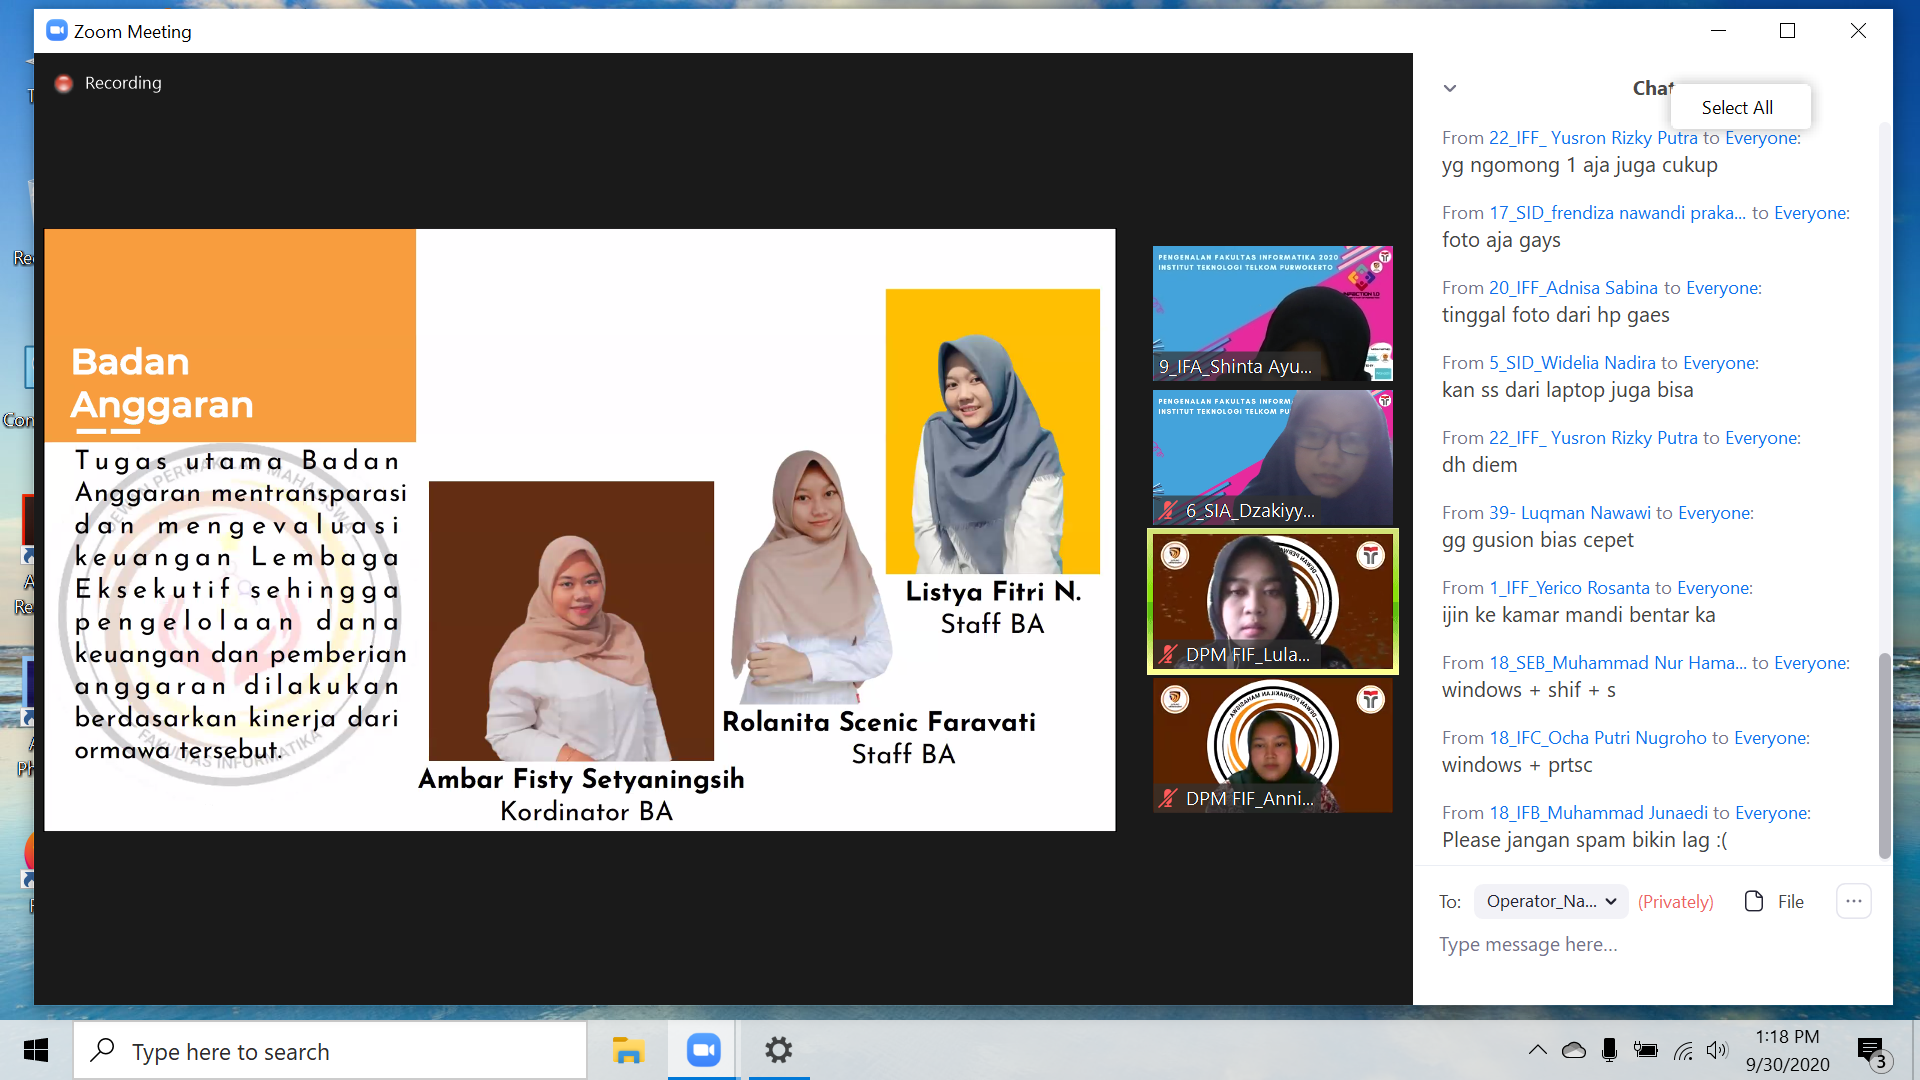 Zoom Meeting
Recording
Badan
Anggaran
Tugas utama Badan
Anggaran mentransparasi
dan mengevaluasi
keuangan Lembaga
Eksekutif sehingga
pengelolaan dana
keuangan dan pemberian
anggaran dilakukan
berdasarkan kinerja dari
ormawa tersebut.
DEWAN PERWAKILAN MAHASISWA
FAKULTAS INFORMATIKA
Ambar Fisty Setyaningsih
Kordinator BA
Rolanita Scenic Faravati
Staff BA
Listya Fitri N.
Staff BA
PENGENALAN FAKULTAS INFORMATIKA 2020
INSTITUT TEKNOLOGI TELKOM PURWOKERTO
9_IFA_Shinta Ayu...
PENGENALAN FAKULTAS INFORM
INSTITUT TEKNOLOGI TELKOM PU
6_SIA_Dzakiyy...
DPM FIF_Lula...
DPM FIF_Anni...
Chat
Select All
From 22_IFF_ Yusron Rizky Putra to Everyone:
yg ngomong 1 aja juga cukup
From 17_SID_frendiza nawandi praka... to Everyone:
foto aja gays
From 20_IFF_Adnisa Sabina to Everyone:
tinggal foto dari hp gaes
From 5_SID_Widelia Nadira to Everyone:
kan ss dari laptop juga bisa
From 22_IFF_ Yusron Rizky Putra to Everyone:
dh diem
From 39- Luqman Nawawi to Everyone:
gg gusion bias cepet
From 1_IFF_Yerico Rosanta to Everyone:
ijin ke kamar mandi bentar ka
From 18_SEB_Muhammad Nur Hama... to Everyone:
windows + shif + s
From 18_IFC_Ocha Putri Nugroho to Everyone:
windows + prtsc
From 18_IFB_Muhammad Junaedi to Everyone:
Please jangan spam bikin lag :(
To: Operator_Na... (Privately) File
Type message here...
Type here to search
1:18 PM
9/30/2020
3